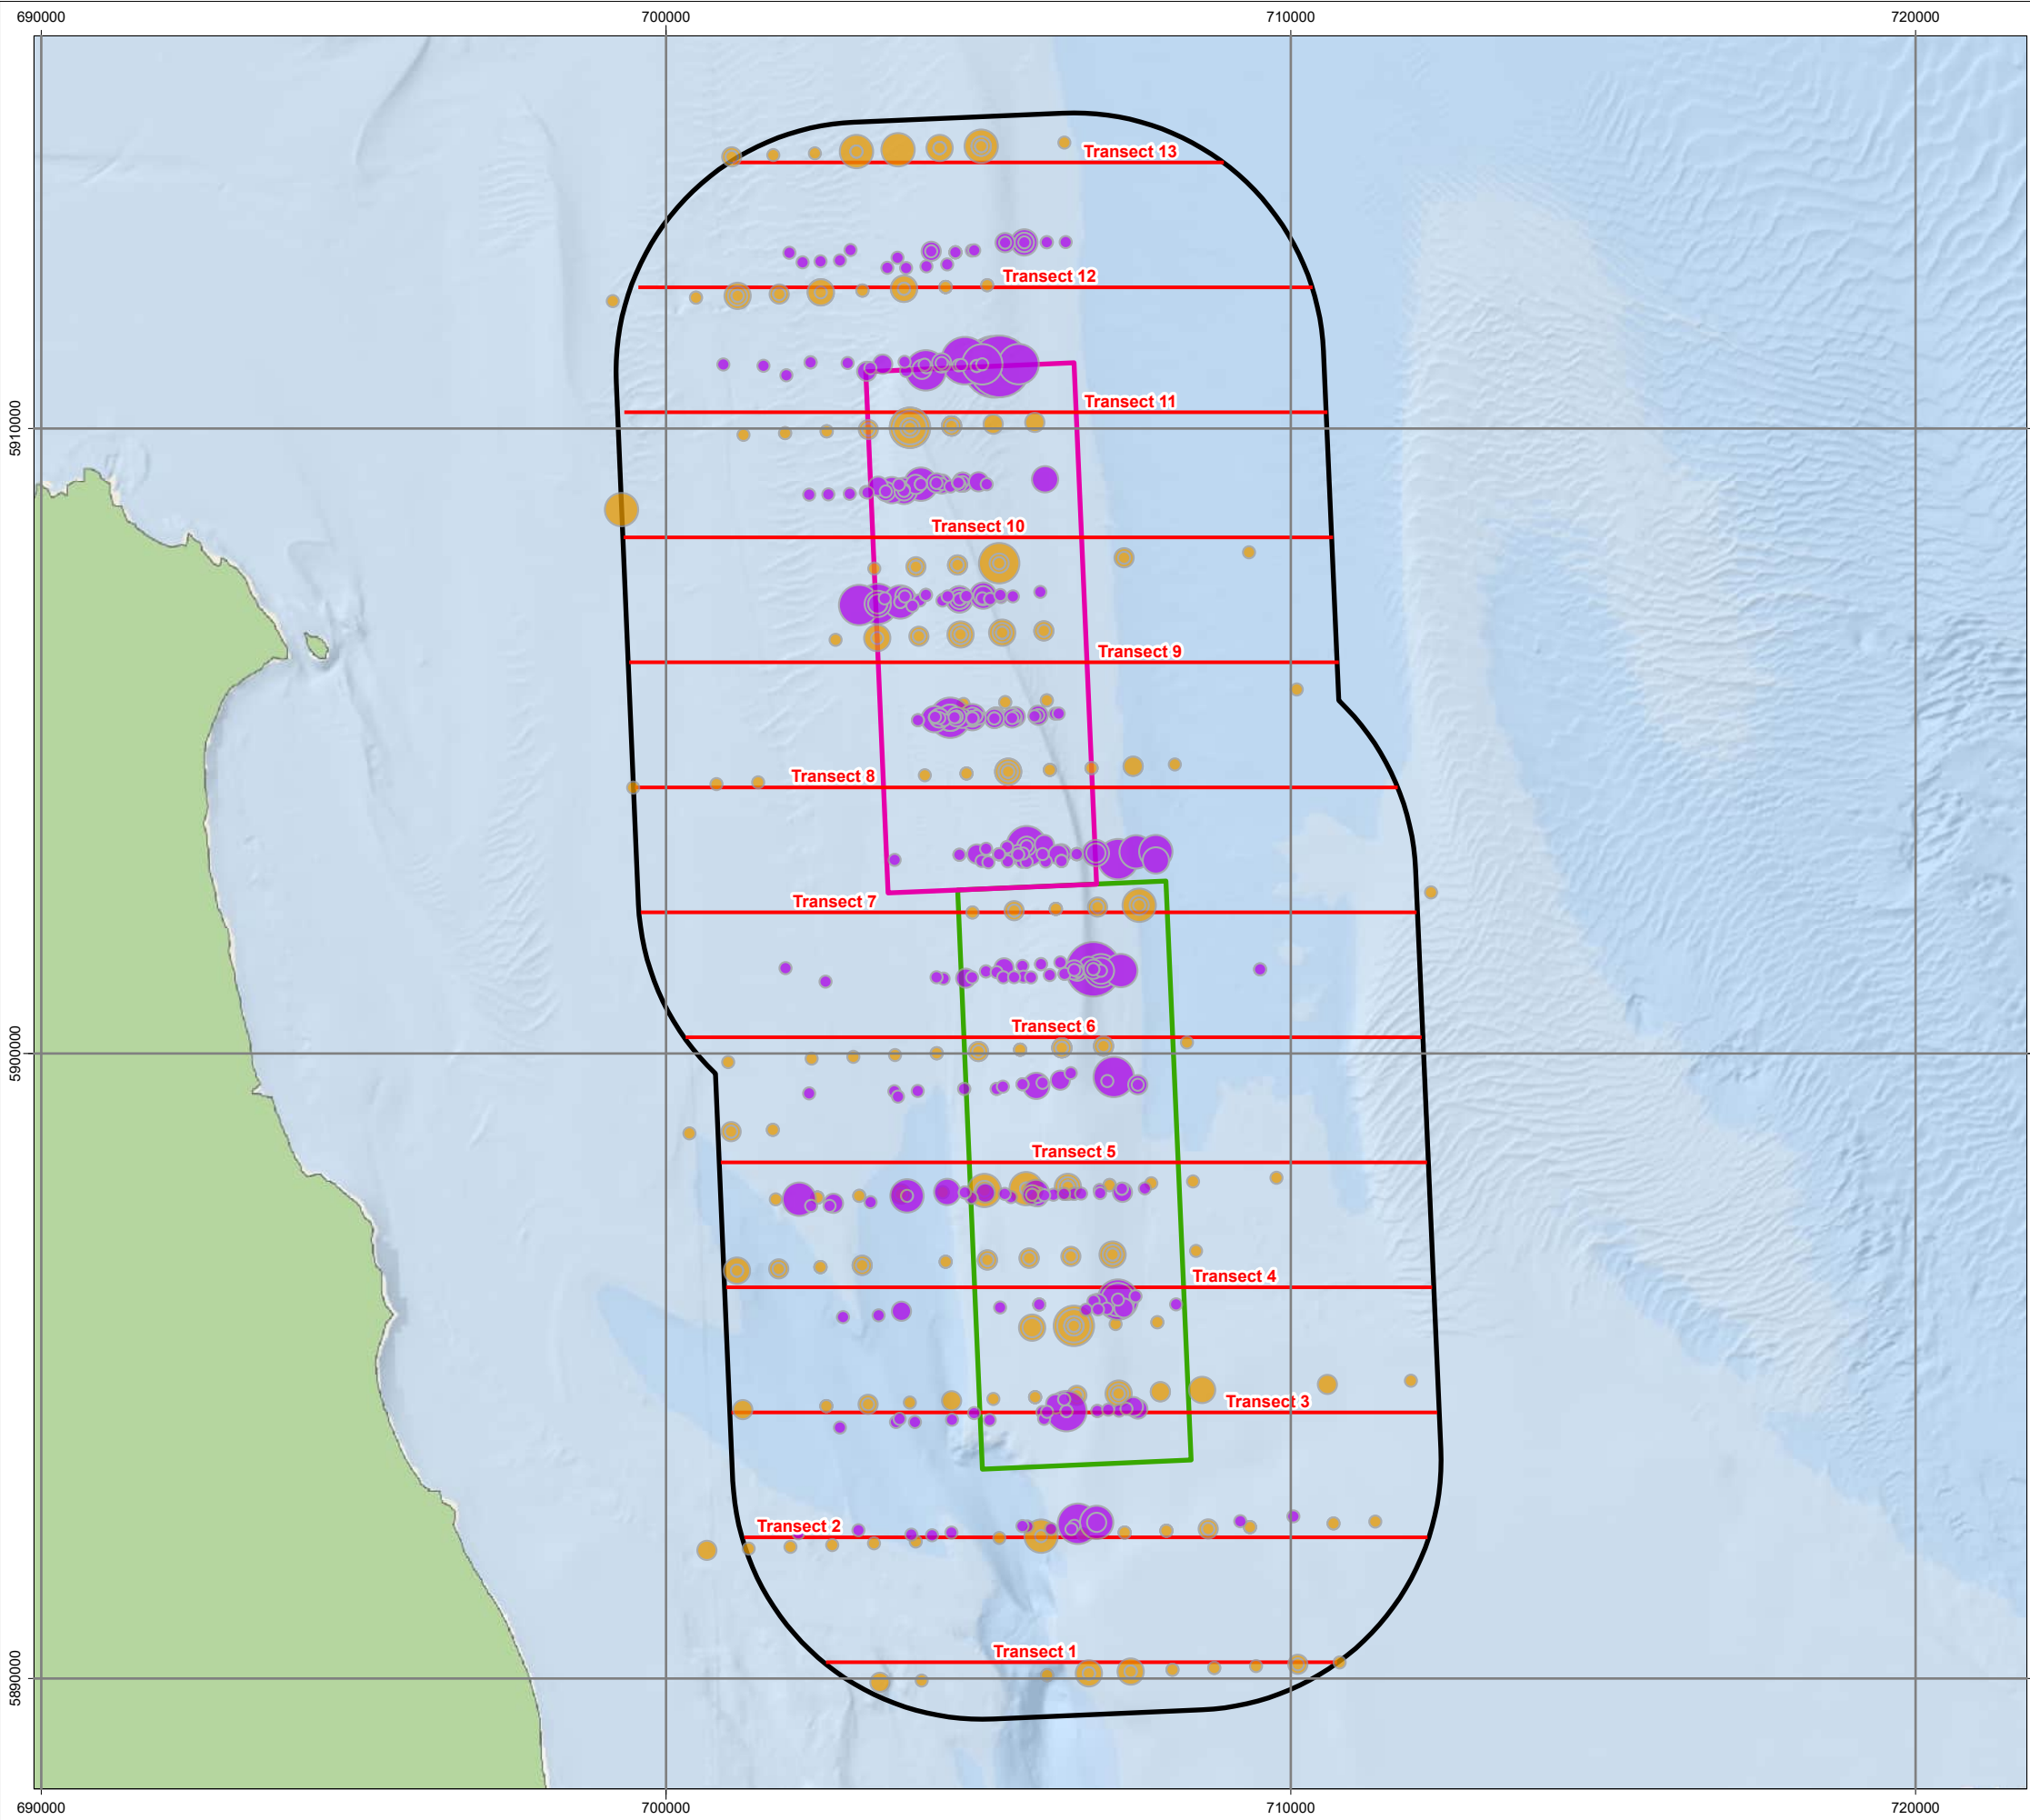 690000 700000 710000 720000
Transect 13
Transect 12
Transect 11
5910000
Transect 10
Transect 9
Transect 8
Transect 7
Transect 6
5900000
Transect 5
Transect 4
Transect 3
Transect 2
Transect 1
5890000
690000 700000 710000 720000